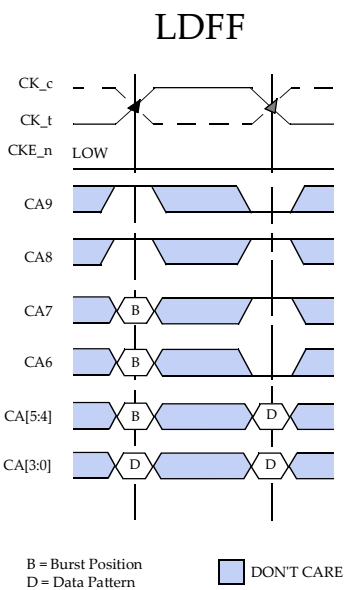 LDFF
CK_c
CK_t
CKE_n LOW
CA9
CA8
CA7 B
CA6 B
CA[5:4] B D
CA[3:0] D D
B = Burst Position
D = Data Pattern
DON'T CARE